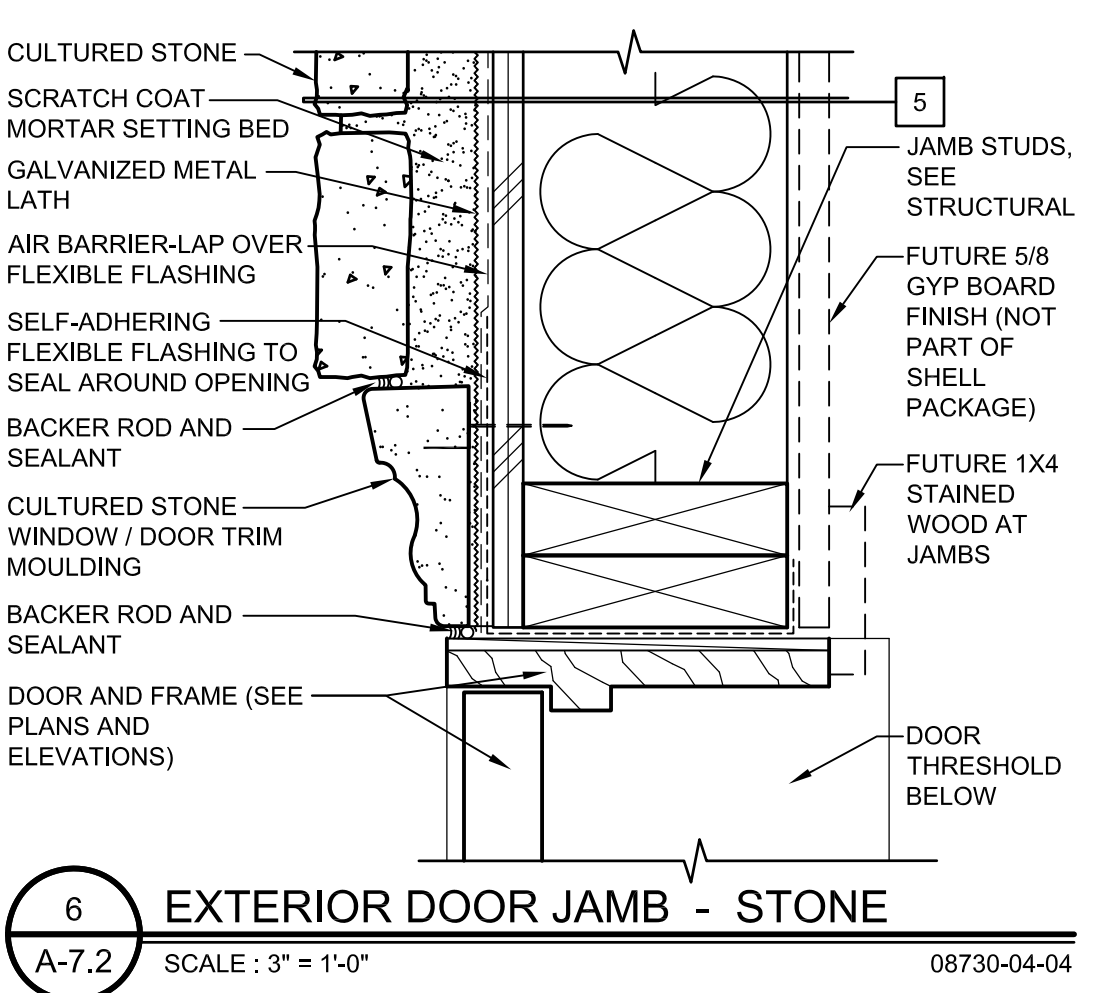 CULTURED STONE
SCRATCH COAT
MORTAR SETTING BED
GALVANIZED METAL
LATH
AIR BARRIER-LAP OVER
FLEXIBLE FLASHING
SELF-ADHERING
FLEXIBLE FLASHING TO
SEAL AROUND OPENING
BACKER ROD AND
SEALANT
CULTURED STONE
WINDOW / DOOR TRIM
MOULDING
BACKER ROD AND
SEALANT
DOOR AND FRAME (SEE
PLANS AND
ELEVATIONS)
5
JAMB STUDS,
SEE
STRUCTURAL
FUTURE 5/8
GYP BOARD
FINISH (NOT
PART OF
SHELL
PACKAGE)
FUTURE 1X4
STAINED
WOOD AT
JAMBS
DOOR
THRESHOLD
BELOW
6
A-7.2
EXTERIOR DOOR JAMB - STONE
SCALE : 3" = 1'-0"
08730-04-04